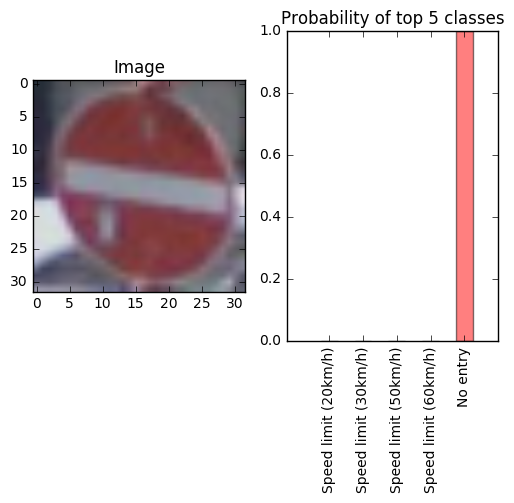 Image
0
5
10
15
20
25
30
0 5 10 15 20 25 30
Probability of top 5 classes
1.0
0.8
0.6
0.4
0.2
0.0
Speed limit (20km/h)
Speed limit (30km/h)
Speed limit (50km/h)
Speed limit (60km/h)
No entry